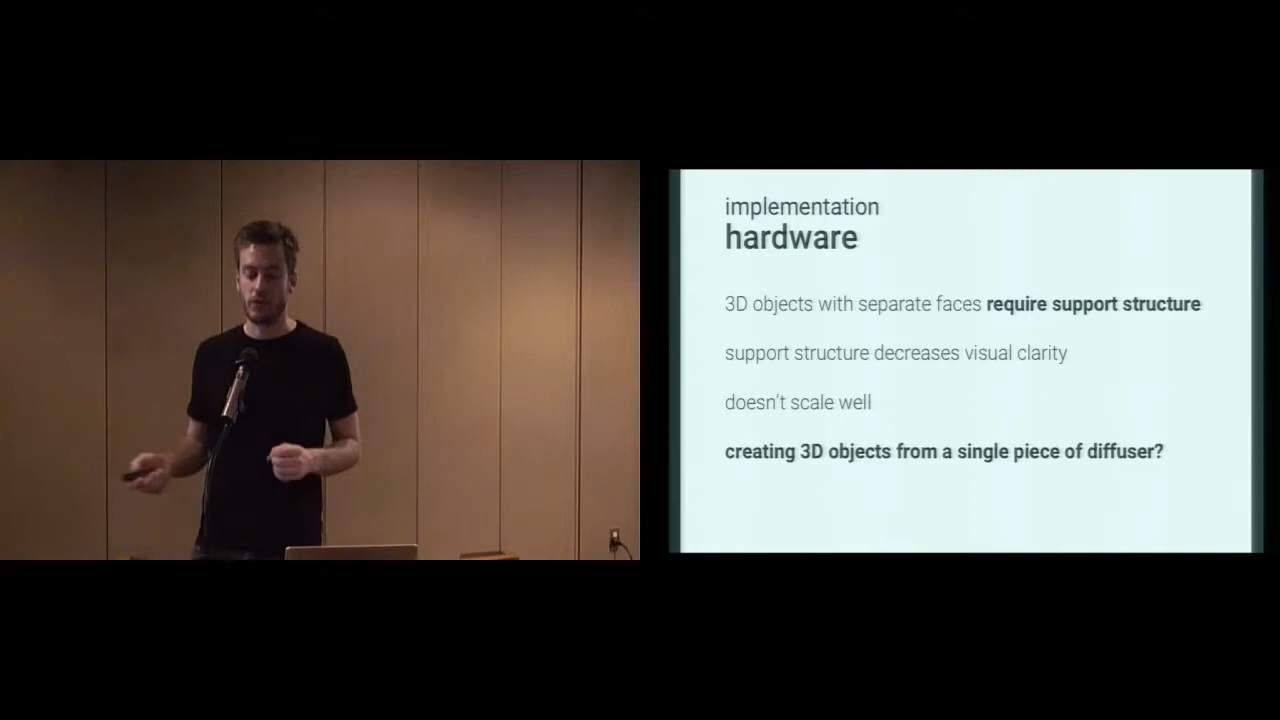 implementation
hardware
3D objects with separate faces require support structure
support structure decreases visual clarity
doesn't scale well
creating 3D objects from a single piece of diffuser?